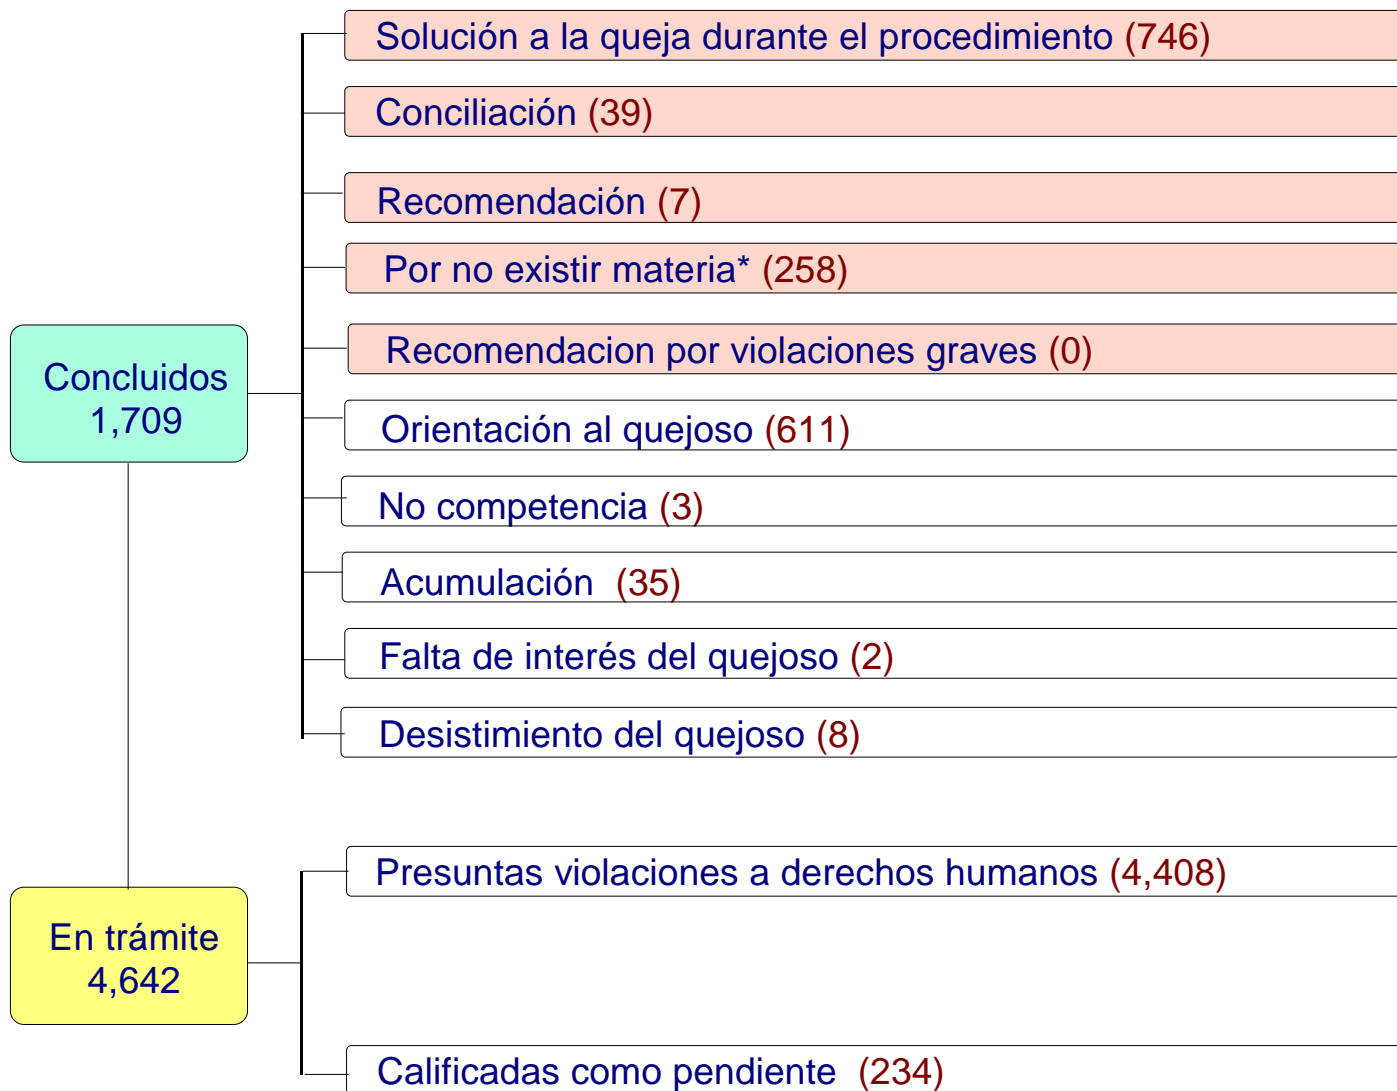 Solución a la queja durante el procedimiento (746)
Conciliación (39)
Recomendación (7)
Por no existir materia* (258)
Recomendacion por violaciones graves (0)
Concluidos
1,709
Orientación al quejoso (611)
No competencia (3)
Acumulación (35)
Falta de interés del quejoso (2)
Desistimiento del quejoso (8)
Presuntas violaciones a derechos humanos (4,408)
En trámite
4,642
Calificadas como pendiente (234)